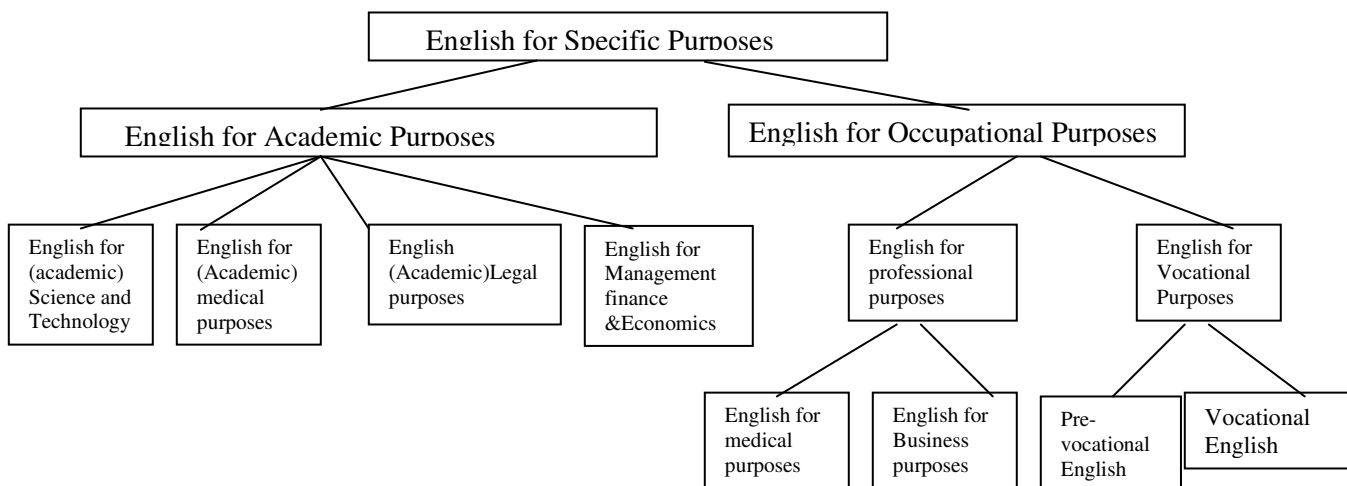 English for Specific Purposes
English for Academic Purposes
English for Occupational Purposes
English for
(academic)
Science and
Technology
English for
(Academic)
medical
purposes
English
(Academic)Legal
purposes
English for
Management
finance
&Economics
English for
professional
purposes
English for
Vocational
Purposes
English for
medical
purposes
English for
Business
purposes
Pre-
vocational
English
Vocational
English